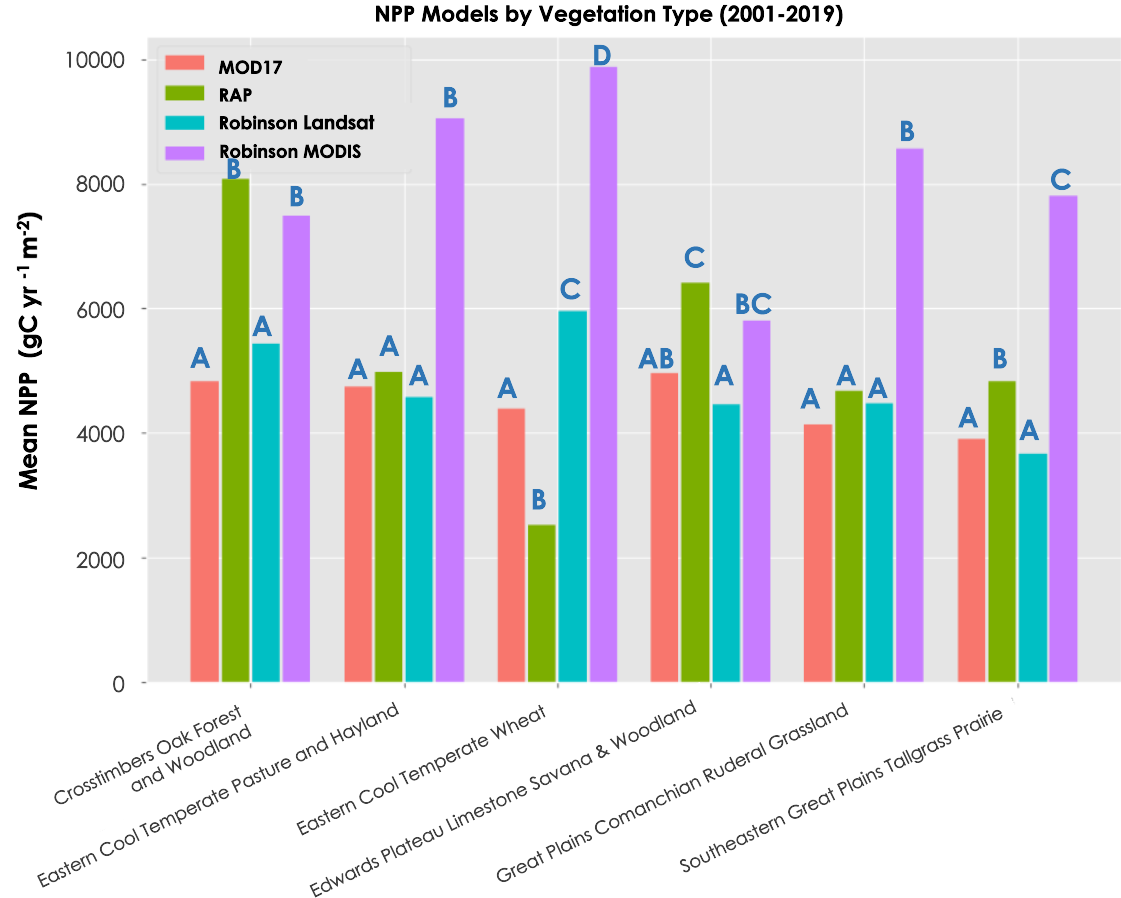 NPP Models by Vegetation Type (2001-2019)
MOD17
RAP
Robinson Landsat
Robinson MODIS
Mean NPP (gC yr -1 m-2)
10000
8000
6000
4000
2000
0
A
B
A
B
A
A
A
B
A
B
C
D
AB
C
A
BC
A
A
A
B
A
B
A
C
Crosstimbers Oak Forest
and Woodland
Eastern Cool Temperate Pasture and Hayland
Eastern Cool Temperate Wheat
Edwards Plateau Limestone Savana & Woodland
Great Plains Comanchian Ruderal Grassland
Southeastern Great Plains Tallgrass Prairie